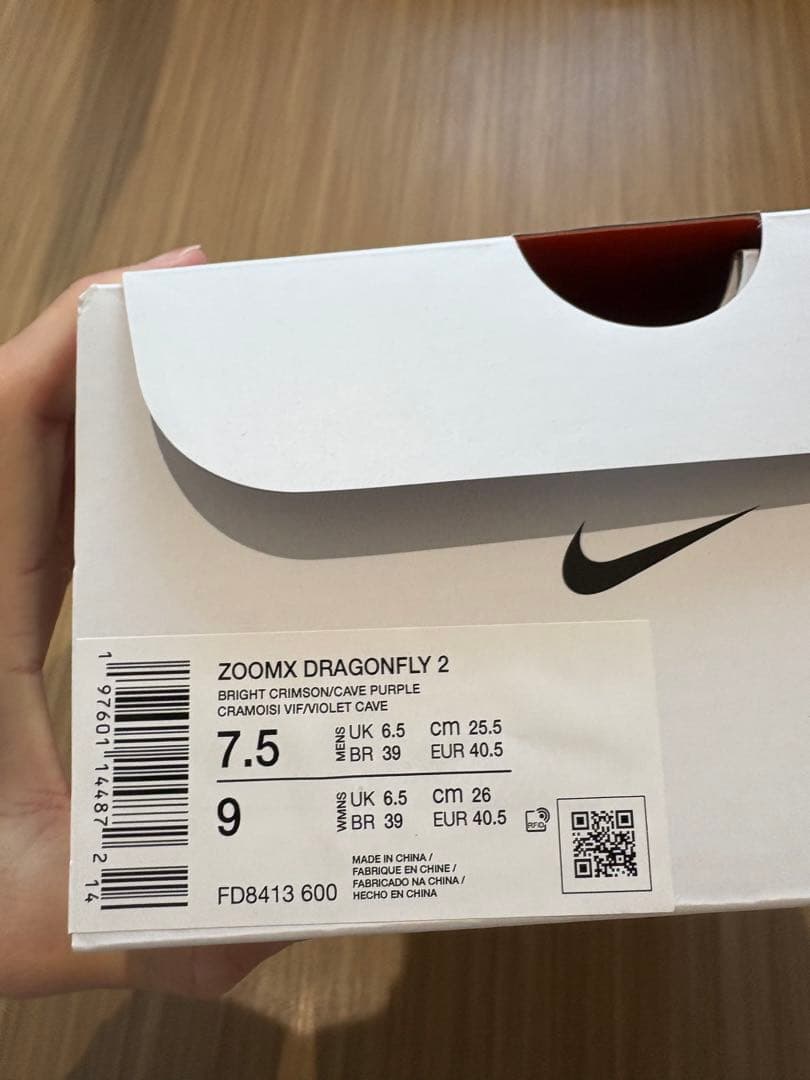 ZOOMX DRAGONFLY 2
BRIGHT CRIMSON/CAVE PURPLE
CRAMOISI VIF/VIOLET CAVE
7.5 MENS UK 6.5 cm 25.5
BR 39 EUR 40.5
9 WMNS UK 6.5 cm 26
BR 39 EUR 40.5
RFID
FD8413 600
MADE IN CHINA /
FABRIQUE EN CHINE /
FABRICADO NA CHINA /
HECHO EN CHINA
1 97601 14487 2 14